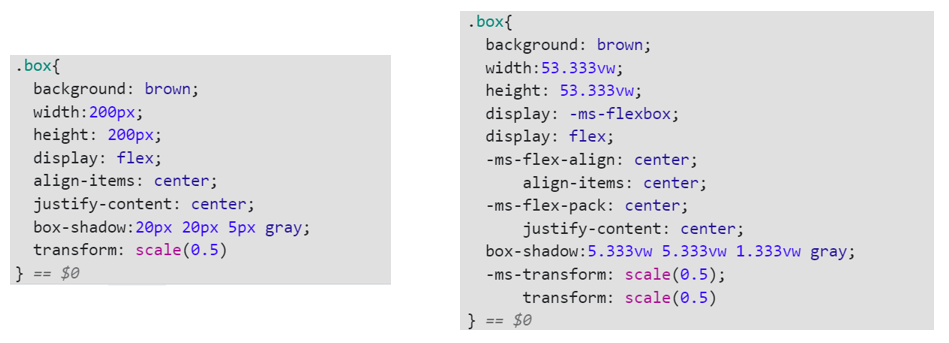 .box{
background: brown;
width:200px;
height: 200px;
display: flex;
align-items: center;
justify-content: center;
box-shadow:20px 20px 5px gray;
transform: scale(0.5)
} == $0
.box{
background: brown;
width:53.333vw;
height: 53.333vw;
display: -ms-flexbox;
display: flex;
-ms-flex-align: center;
align-items: center;
-ms-flex-pack: center;
justify-content: center;
box-shadow:5.333vw 5.333vw 1.333vw gray;
-ms-transform: scale(0.5);
transform: scale(0.5)
} == $0